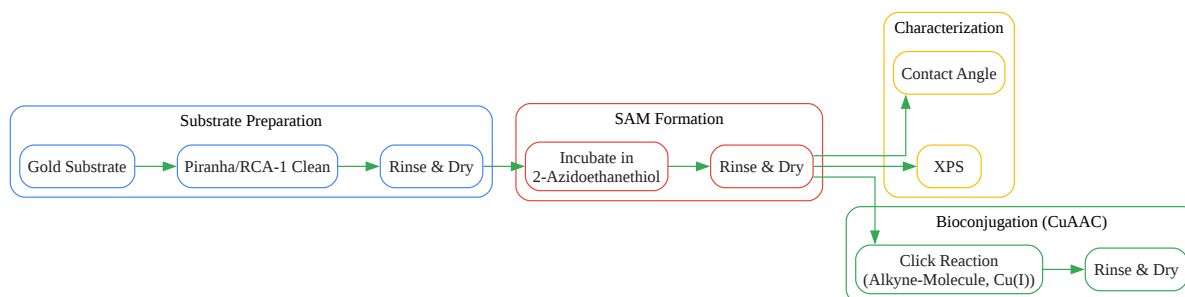 Substrate Preparation
Gold Substrate
Piranha/RCA-1 Clean
Rinse & Dry
SAM Formation
Incubate in
2-Azidoethanethiol
Rinse & Dry
Characterization
Contact Angle
XPS
Bioconjugation (CuAAC)
Click Reaction
(Alkyne-Molecule, Cu(I))
Rinse & Dry